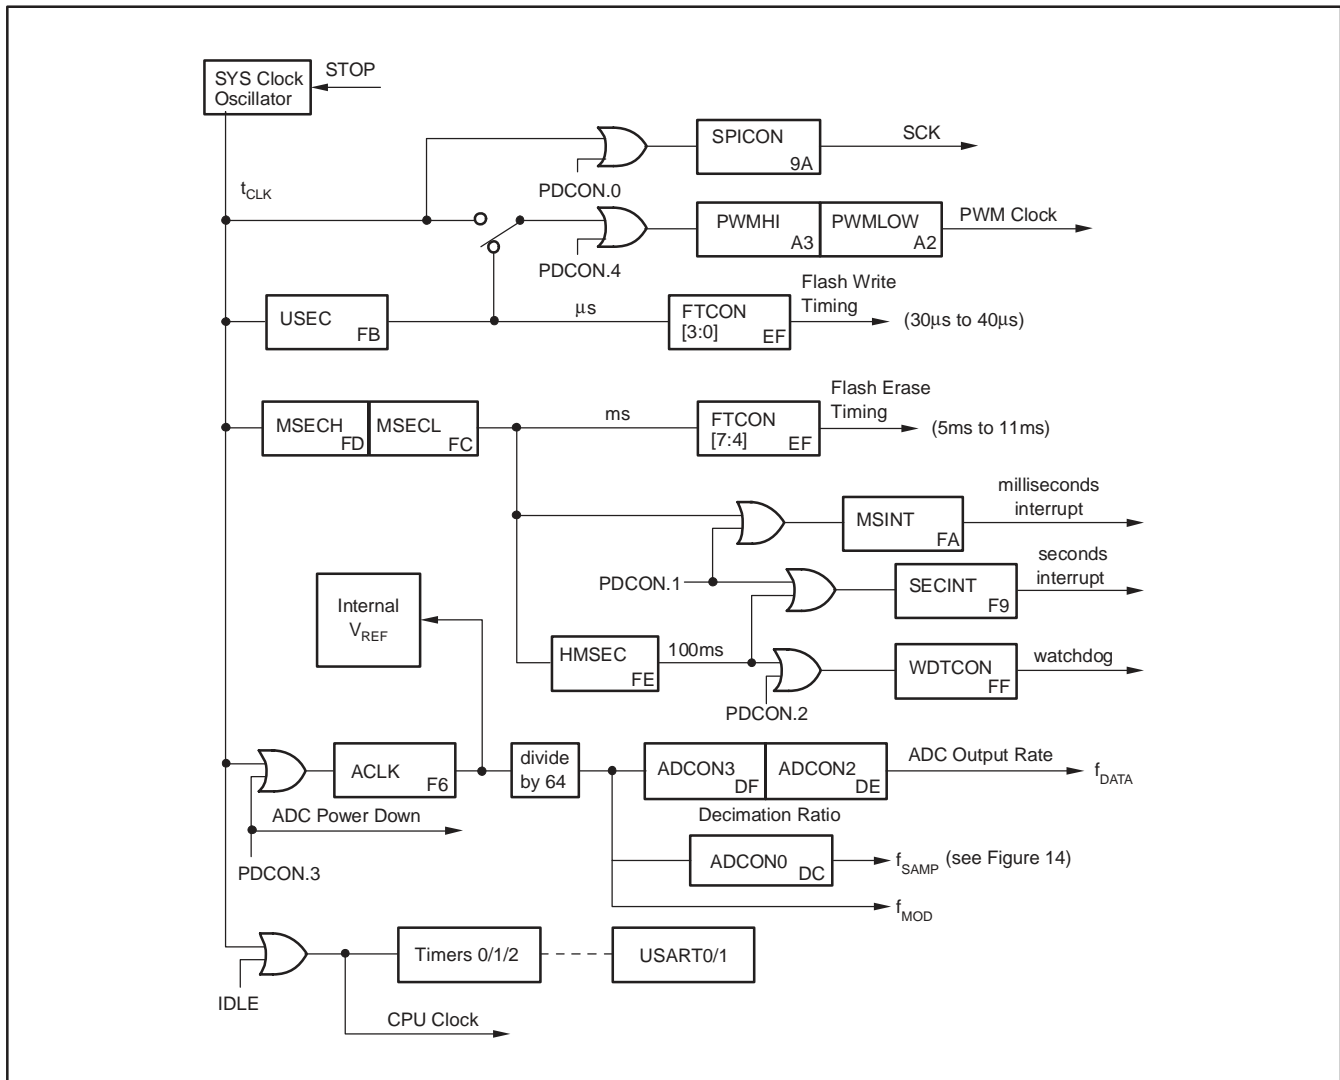 SYS Clock
Oscillator
STOP
SPICON
9A
SCK
PDCON.0
tCLK
PWMHI
A3
PWMLOW
A2
PWM Clock
PDCON.4
USEC
FB
μs
FTCON
[3:0]
EF
Flash Write
Timing
(30μs to 40μs)
MSECH
FD
MSECL
FC
ms
FTCON
[7:4]
EF
Flash Erase
Timing
(5ms to 11ms)
MSINT
FA
milliseconds
interrupt
PDCON.1
SECINT
F9
seconds
interrupt
Internal
VREF
HMSEC
FE
100ms
WDTCON
FF
watchdog
PDCON.2
ACLK
F6
divide
by 64
ADCON3
DF
ADCON2
DE
ADC Output Rate
fDATA
Decimation Ratio
ADC Power Down
PDCON.3
ADCON0
DC
fSAMP (see Figure 14)
fMOD
Timers 0/1/2
USART0/1
IDLE
CPU Clock